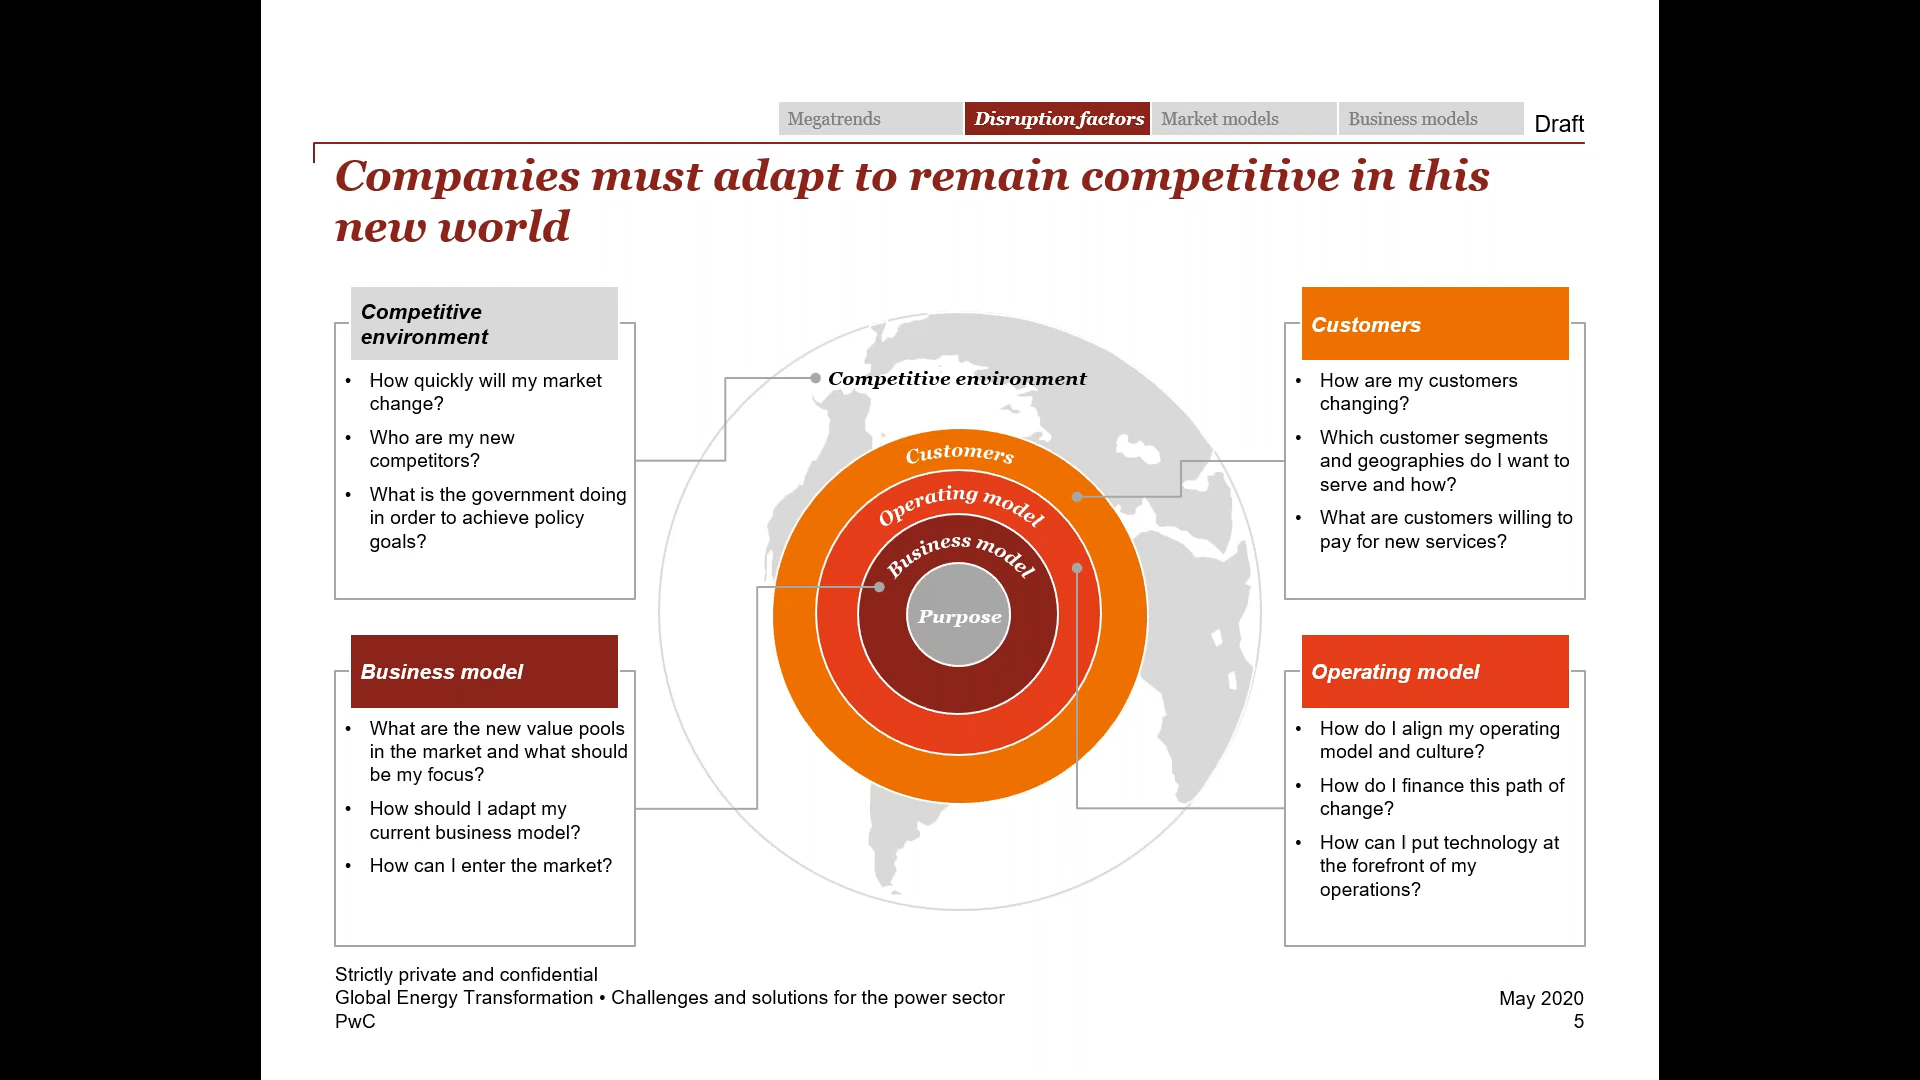 Megatrends
Disruption factors
Market models
Business models
Draft
Companies must adapt to remain competitive in this
new world
Competitive
environment
• How quickly will my market
change?
• Who are my new
competitors?
• What is the government doing
in order to achieve policy
goals?
Business model
• What are the new value pools
in the market and what should
be my focus?
• How should I adapt my
current business model?
• How can I enter the market?
Competitive environment
Customers
Operating model
Business model
Purpose
Customers
• How are my customers
changing?
• Which customer segments
and geographies do I want to
serve and how?
• What are customers willing to
pay for new services?
Operating model
• How do I align my operating
model and culture?
• How do I finance this path of
change?
• How can I put technology at
the forefront of my
operations?
Strictly private and confidential
Global Energy Transformation • Challenges and solutions for the power sector
PwC
May 2020
5